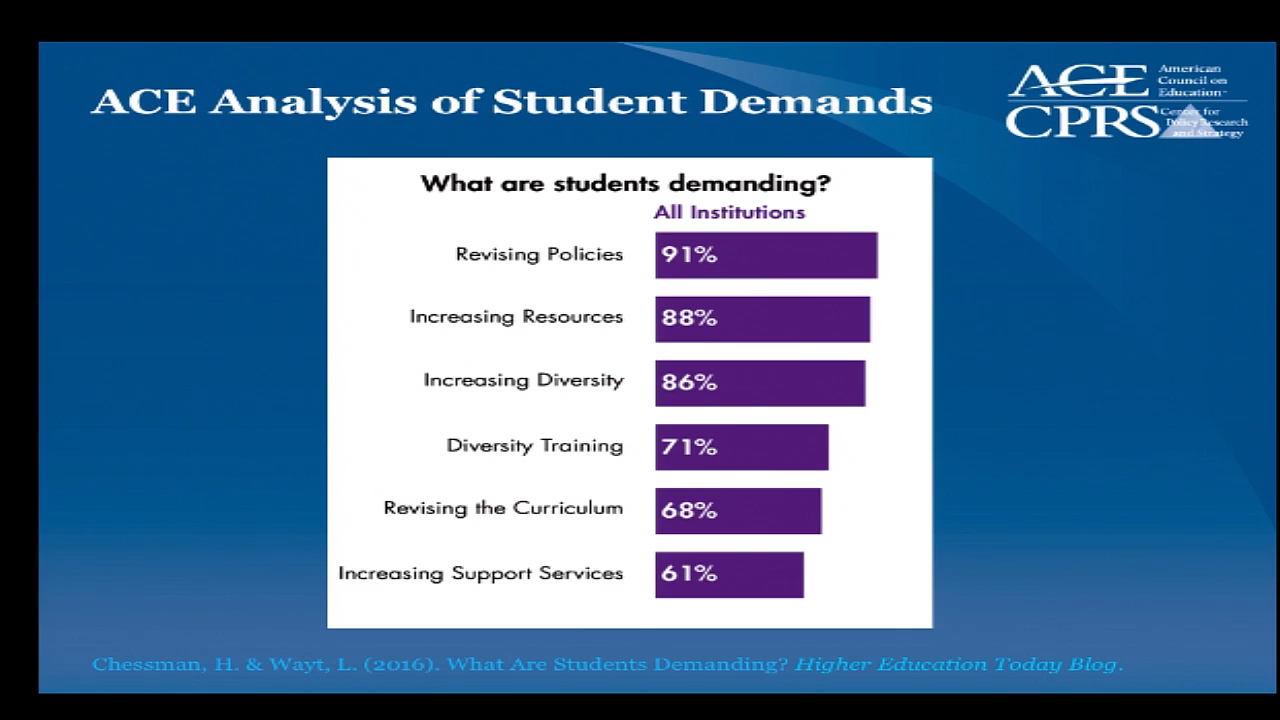 ACE Analysis of Student Demands
ACE
American
Council on
Education
CPRS
Center for
Policy Research
and Strategy
What are students demanding?
All Institutions
Revising Policies 91%
Increasing Resources 88%
Increasing Diversity 86%
Diversity Training 71%
Revising the Curriculum 68%
Increasing Support Services 61%
Chessman, H. & Wayt, L. (2016). What Are Students Demanding? Higher Education Today Blog.